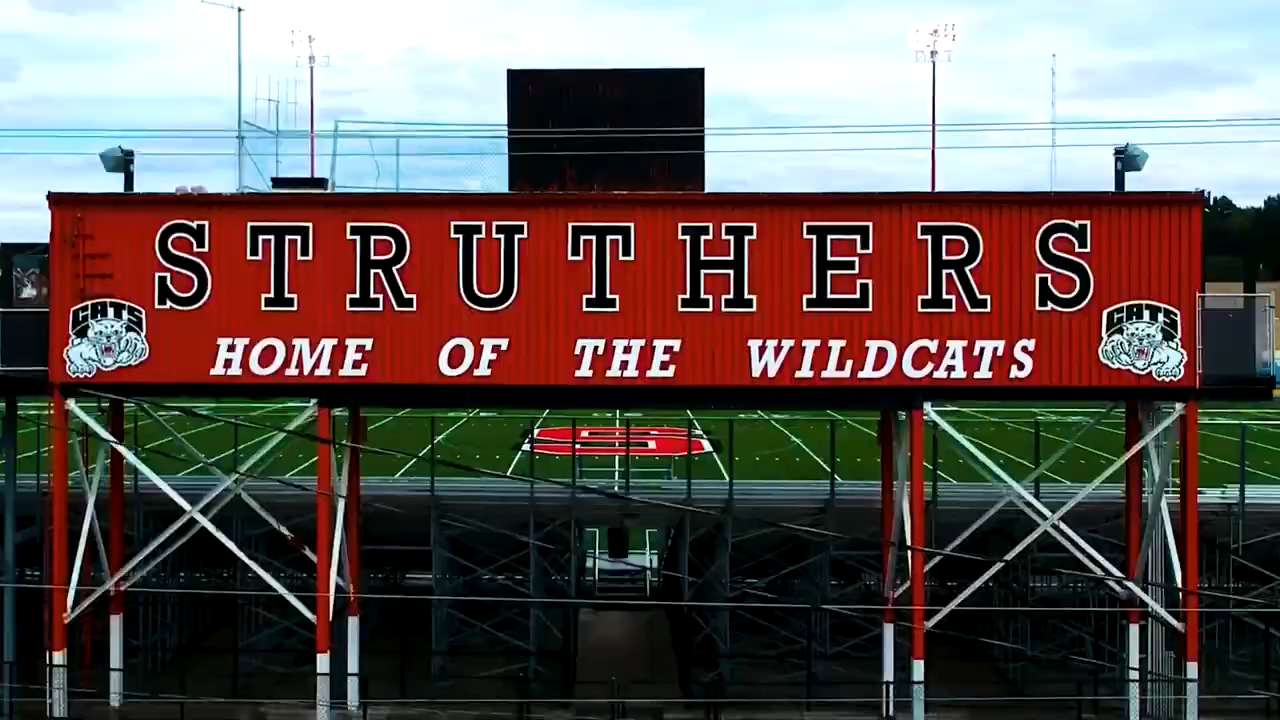 STRUTHERS
CATS
HOME OF THE WILDCATS
CATS
S